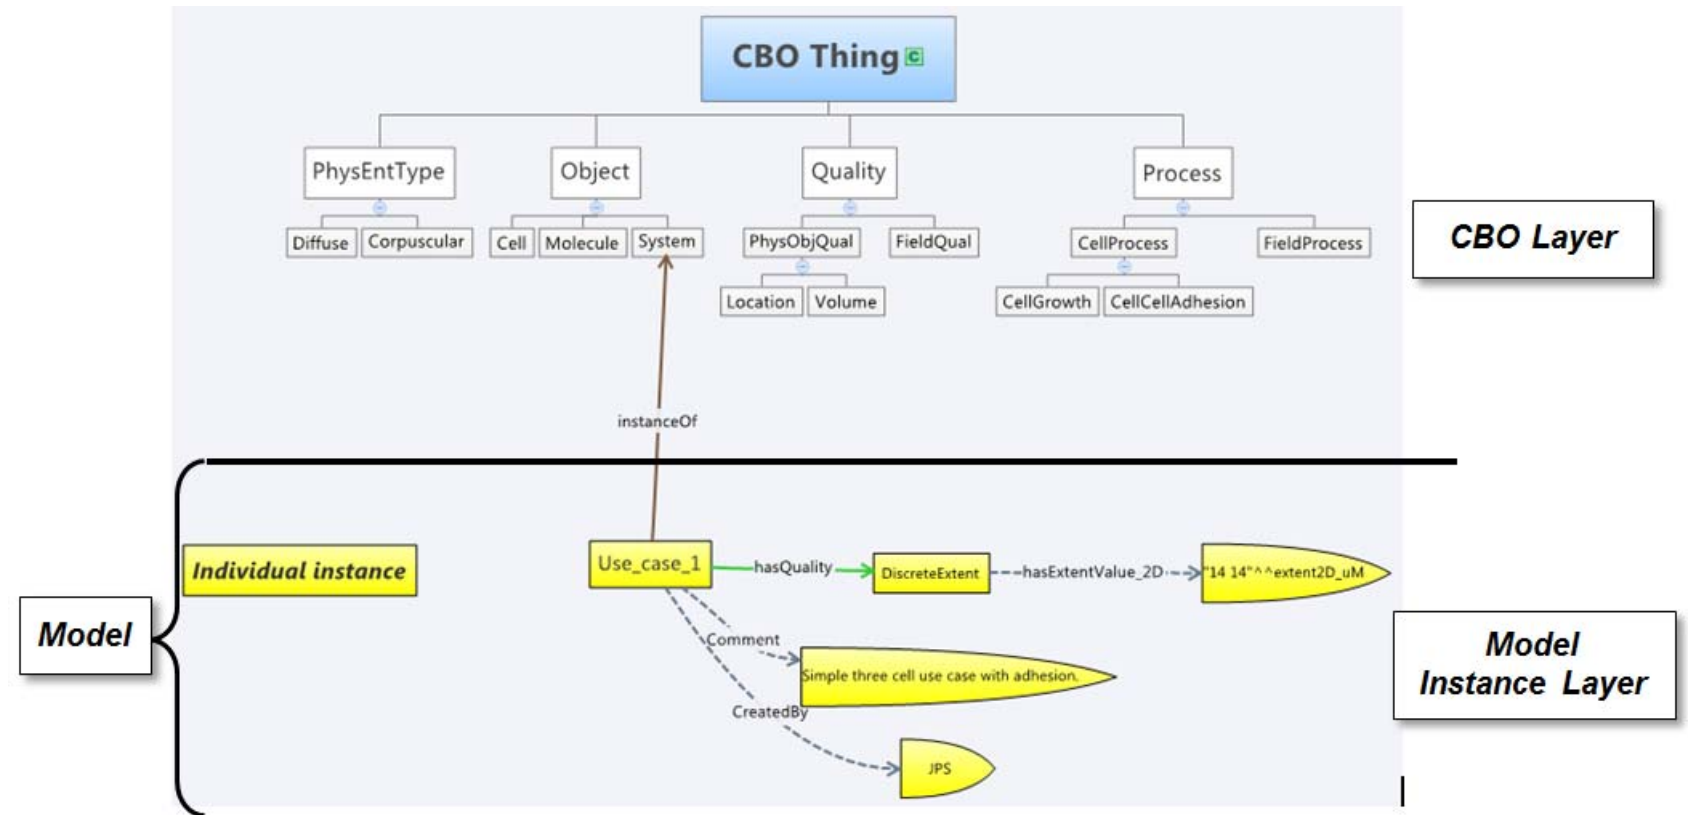 CBO Thing C
PhysEntType Object Quality Process
Diffuse Corpuscular Cell Molecule System PhysObjQual FieldQual CellProcess FieldProcess
Location Volume CellGrowth CellCellAdhesion
CBO Layer
instanceOf
Individual instance
Use_case_1 hasQuality DiscreteExtent hasExtentValue_2D "14 14"^^extent2D_uM
Model
Comment
Simple three cell use case with adhesion.
CreatedBy
JPS
Model
Instance Layer